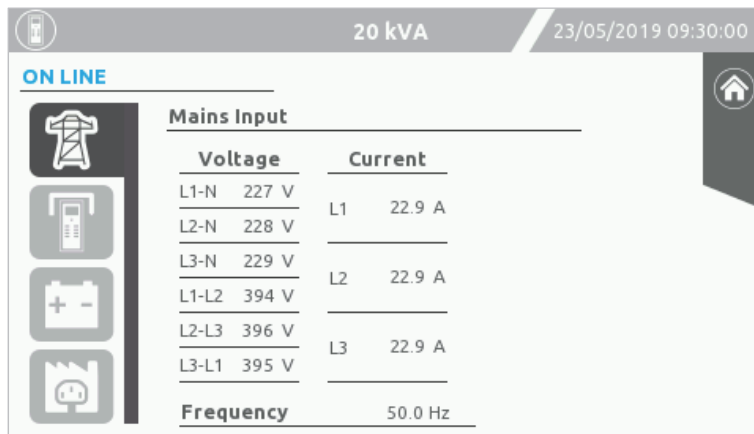 20 kVA
23/05/2019 09:30:00
ON LINE
Mains Input
Voltage
L1-N 227 V
L2-N 228 V
L3-N 229 V
L1-L2 394 V
L2-L3 396 V
L3-L1 395 V
Current
L1 22.9 A
L2 22.9 A
L3 22.9 A
Frequency 50.0 Hz